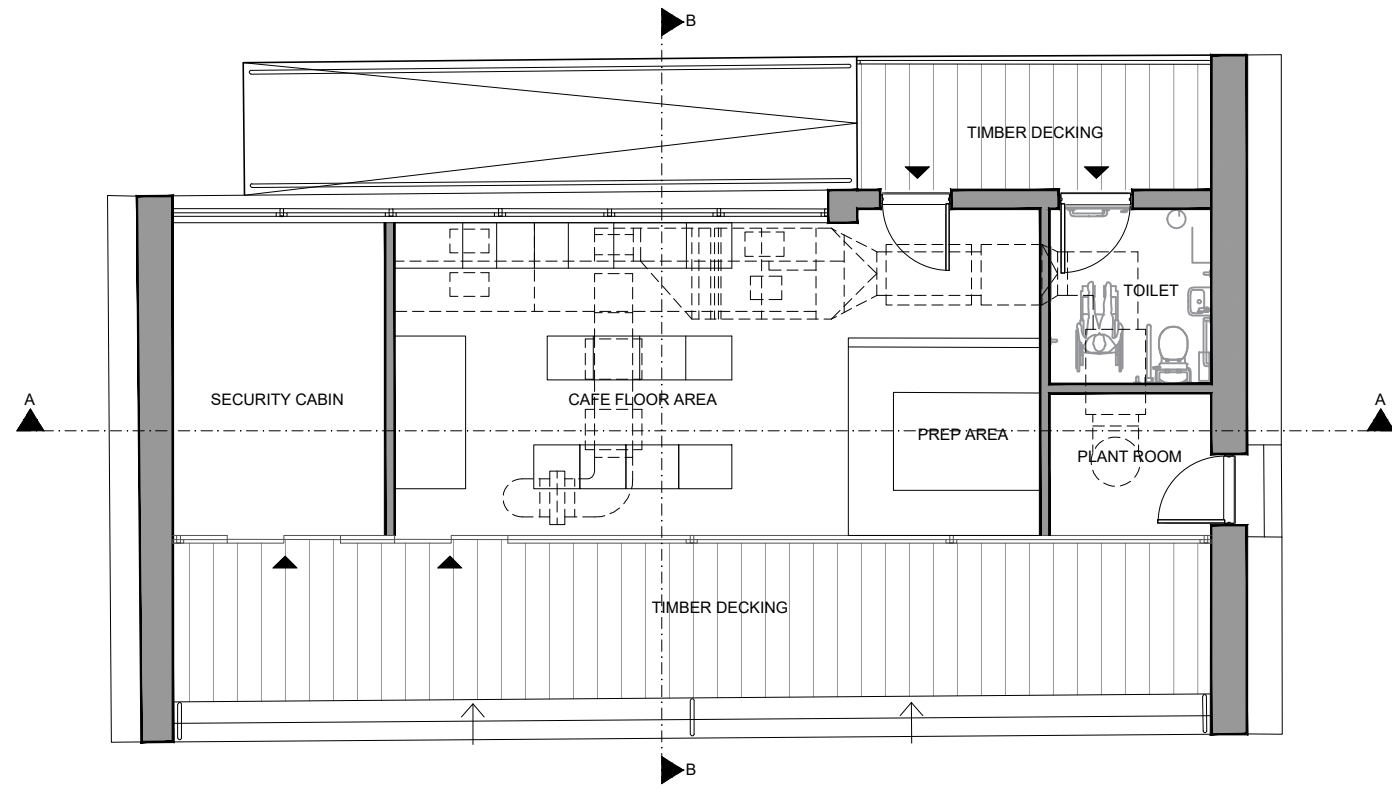 B
TIMBER DECKING
TOILET
A
SECURITY CABIN
CAFE FLOOR AREA
A
PREP AREA
PLANT ROOM
TIMBER DECKING
B